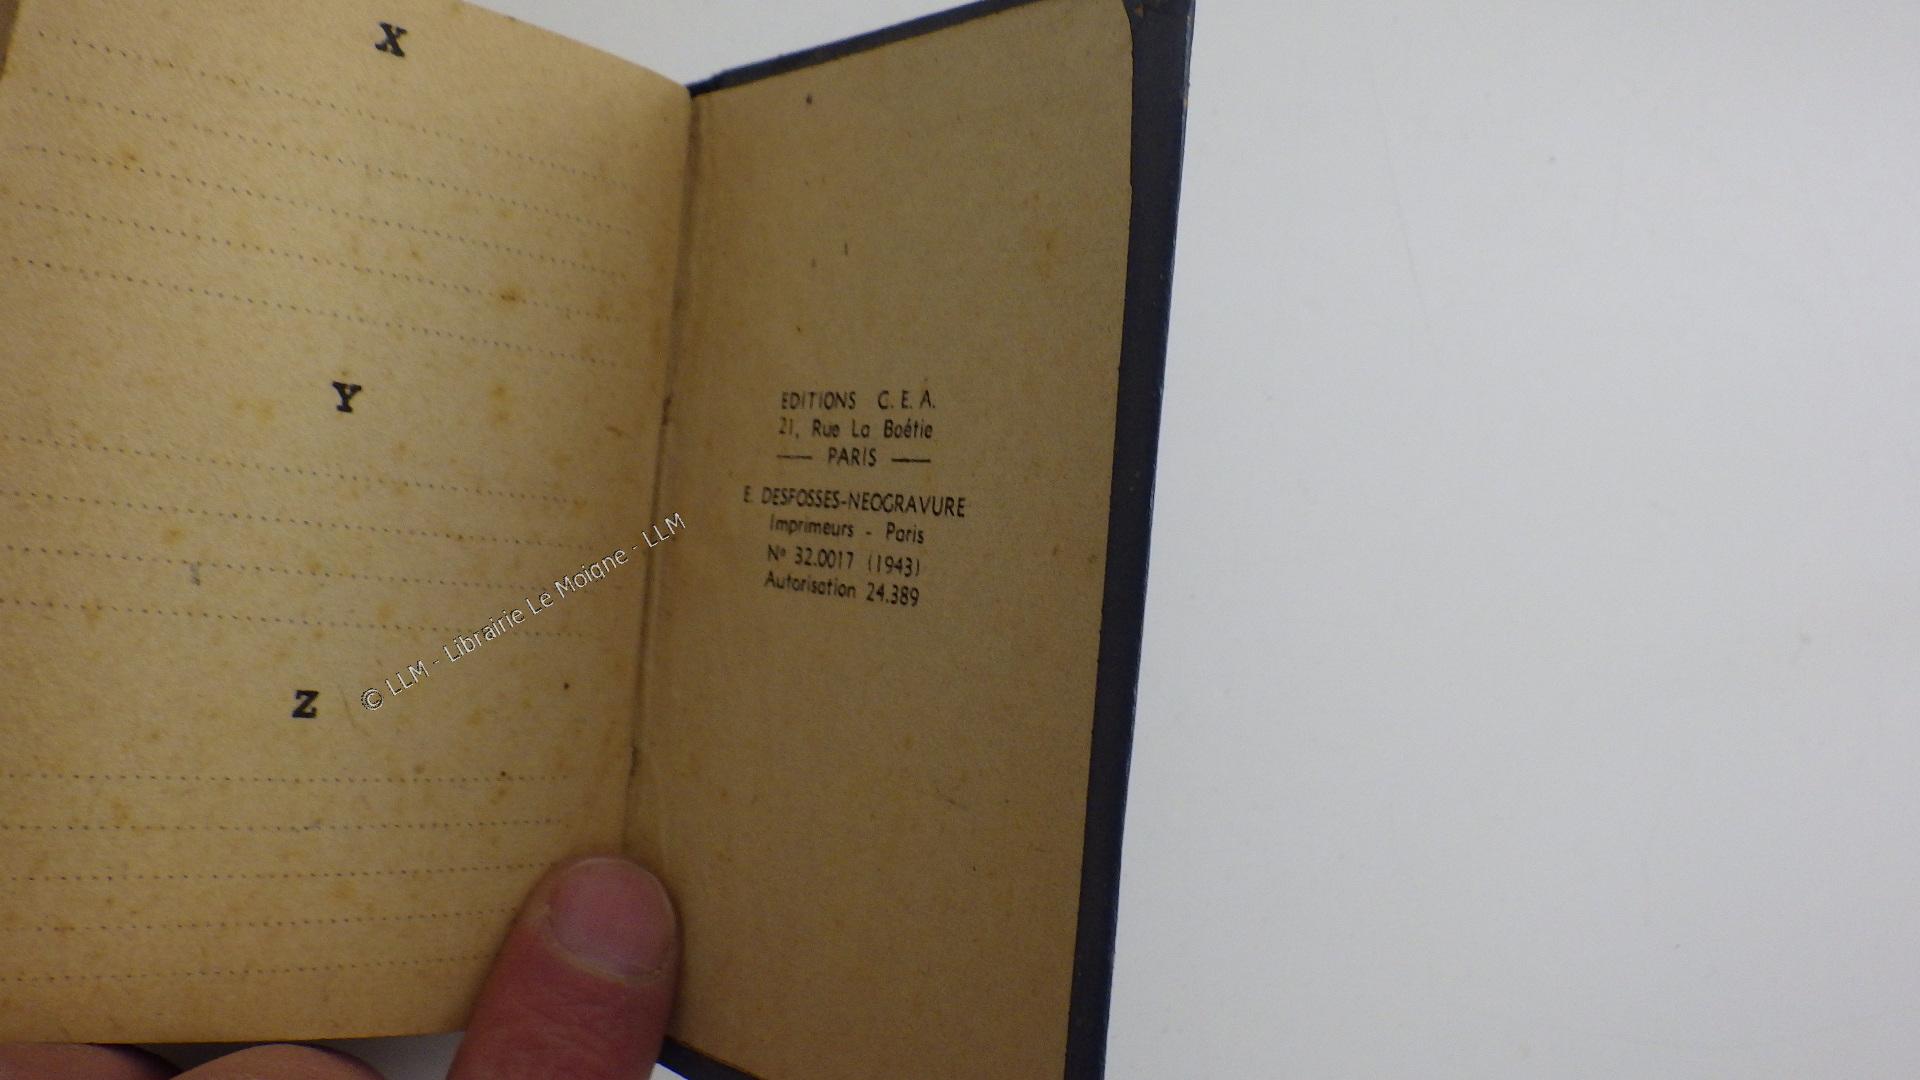 X
Y
Z
© LLM - Librairie Le Moigne - LLM
EDITIONS C. E. A.
21, Rue La Boétie
— PARIS —
E. DESFOSSES-NEOGRAVURE
Imprimeurs - Paris
Nº 32.0017 (1943)
Autorisation 24.389